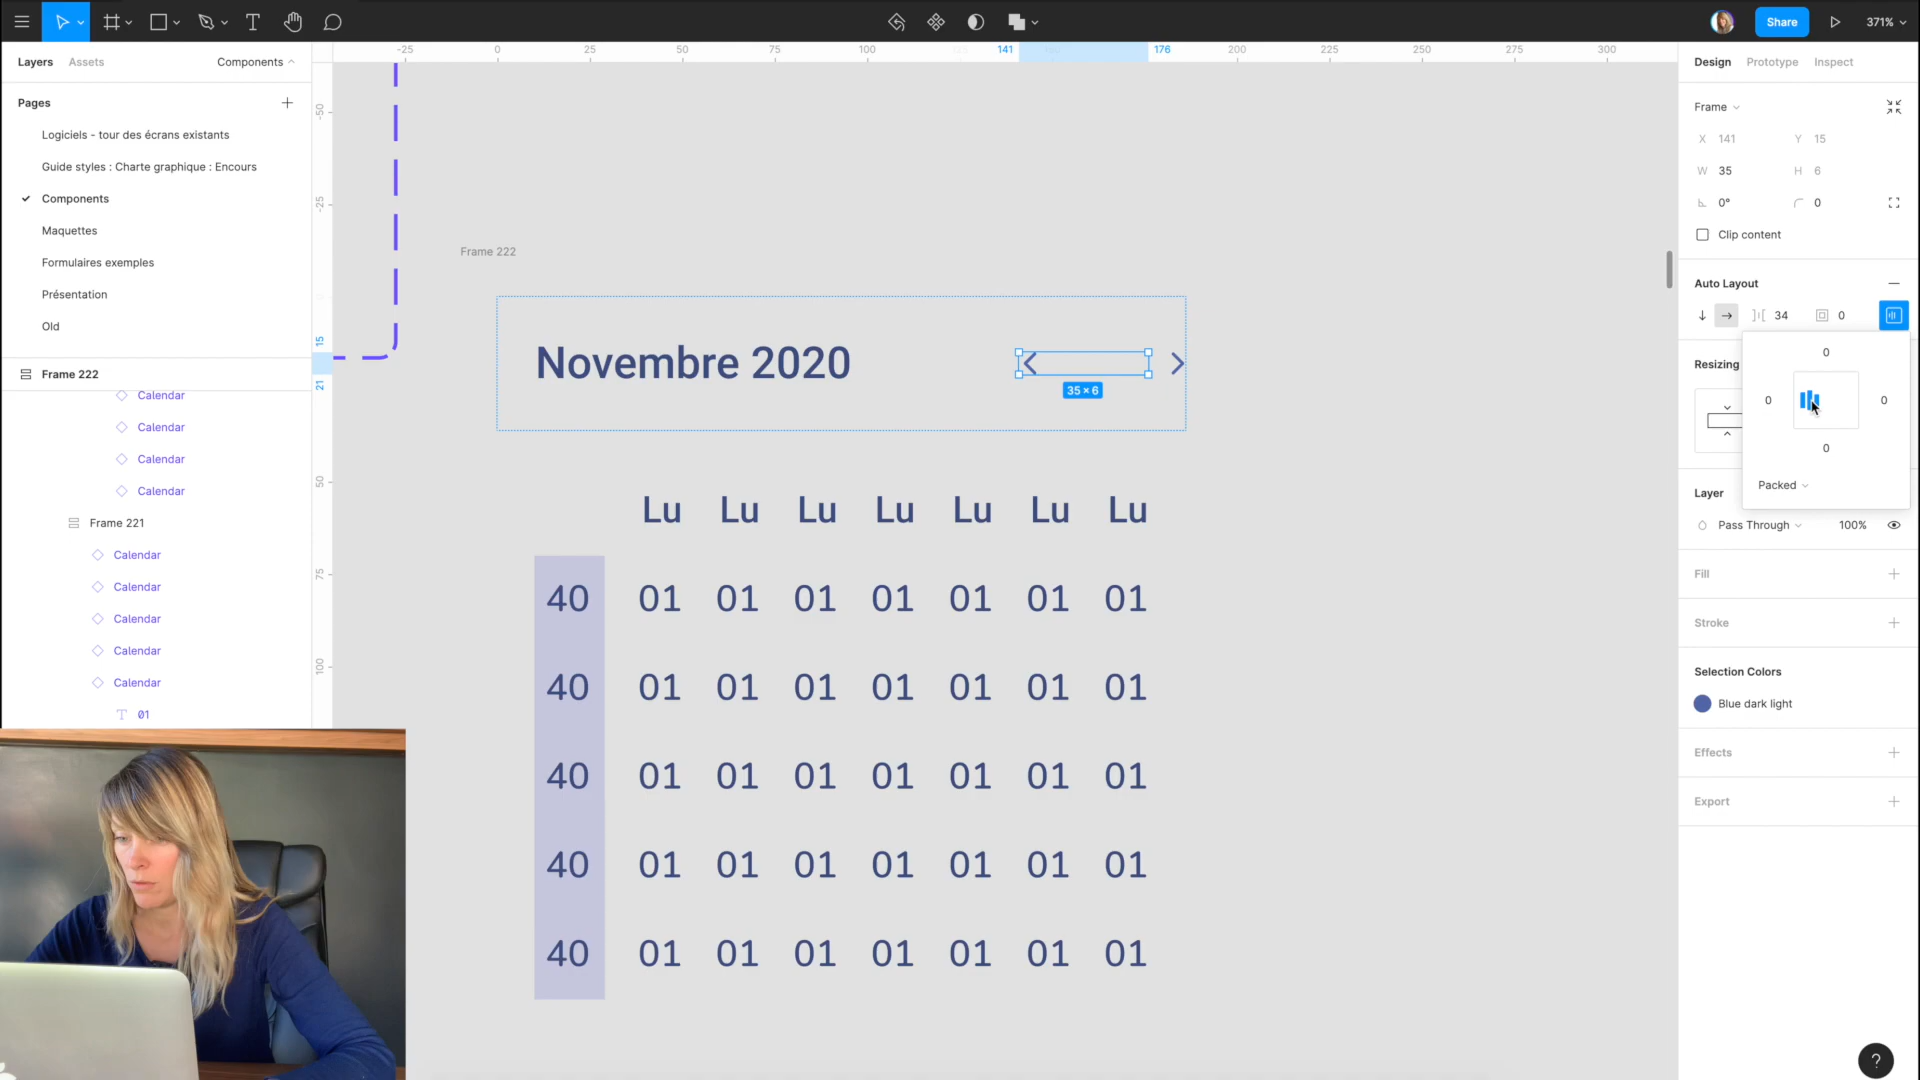 Share
371%
Layers Assets Components
Pages
Logiciels - tour des écrans existants
Guide styles : Charte graphique : Encours
Components
Maquettes
Formulaires exemples
Présentation
Old
Frame 222
Calendar
Calendar
Calendar
Calendar
Frame 221
Calendar
Calendar
Calendar
Calendar
Calendar
01
-25 0 25 50 75 100 141 176 200 225 250 275 300
-50
-25
15
21
50
75
100
Frame 222
Novembre 2020
35 × 6
Lu Lu Lu Lu Lu Lu Lu
40 01 01 01 01 01 01 01
40 01 01 01 01 01 01 01
40 01 01 01 01 01 01 01
40 01 01 01 01 01 01 01
40 01 01 01 01 01 01 01
Design Prototype Inspect
Frame
X 141 Y 15
W 35 H 6
0° 0
Clip content
Auto Layout
34 0
Resizing
0
0 0
0
Packed
Layer
Pass Through 100%
Fill
Stroke
Selection Colors
Blue dark light
Effects
Export
?